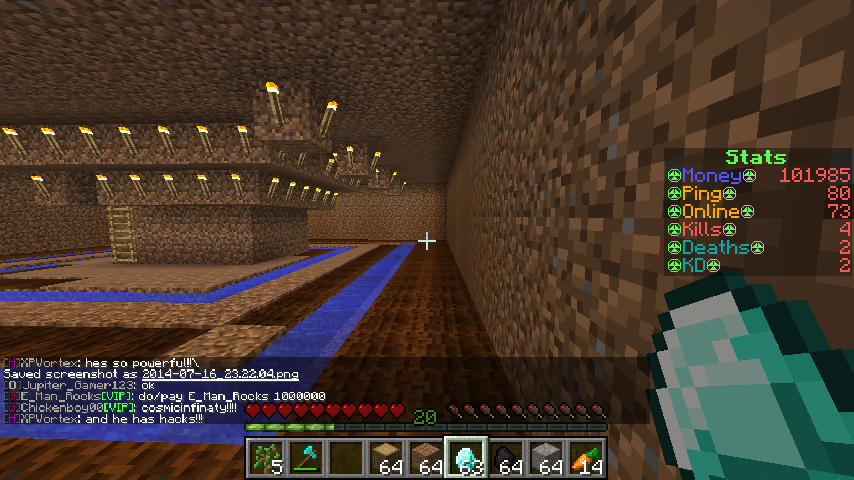 Stats
Money 101985
Ping 80
Online 73
Kills 4
Deaths 2
KD 2
[H]XPVortex: hes so powerful!!\
Saved screenshot as 2014-07-16_23.22.04.png
[O]Jupiter_Gamer123: ok
E_Man_Rocks[VIP]: do/pay E_Man_Rocks 1000000
Chickenboy00[VIP]: cosmicinfinaty!!!!
[H]XPVortex: and he has hacks!!!
20
5 64 64 63 64 64 14